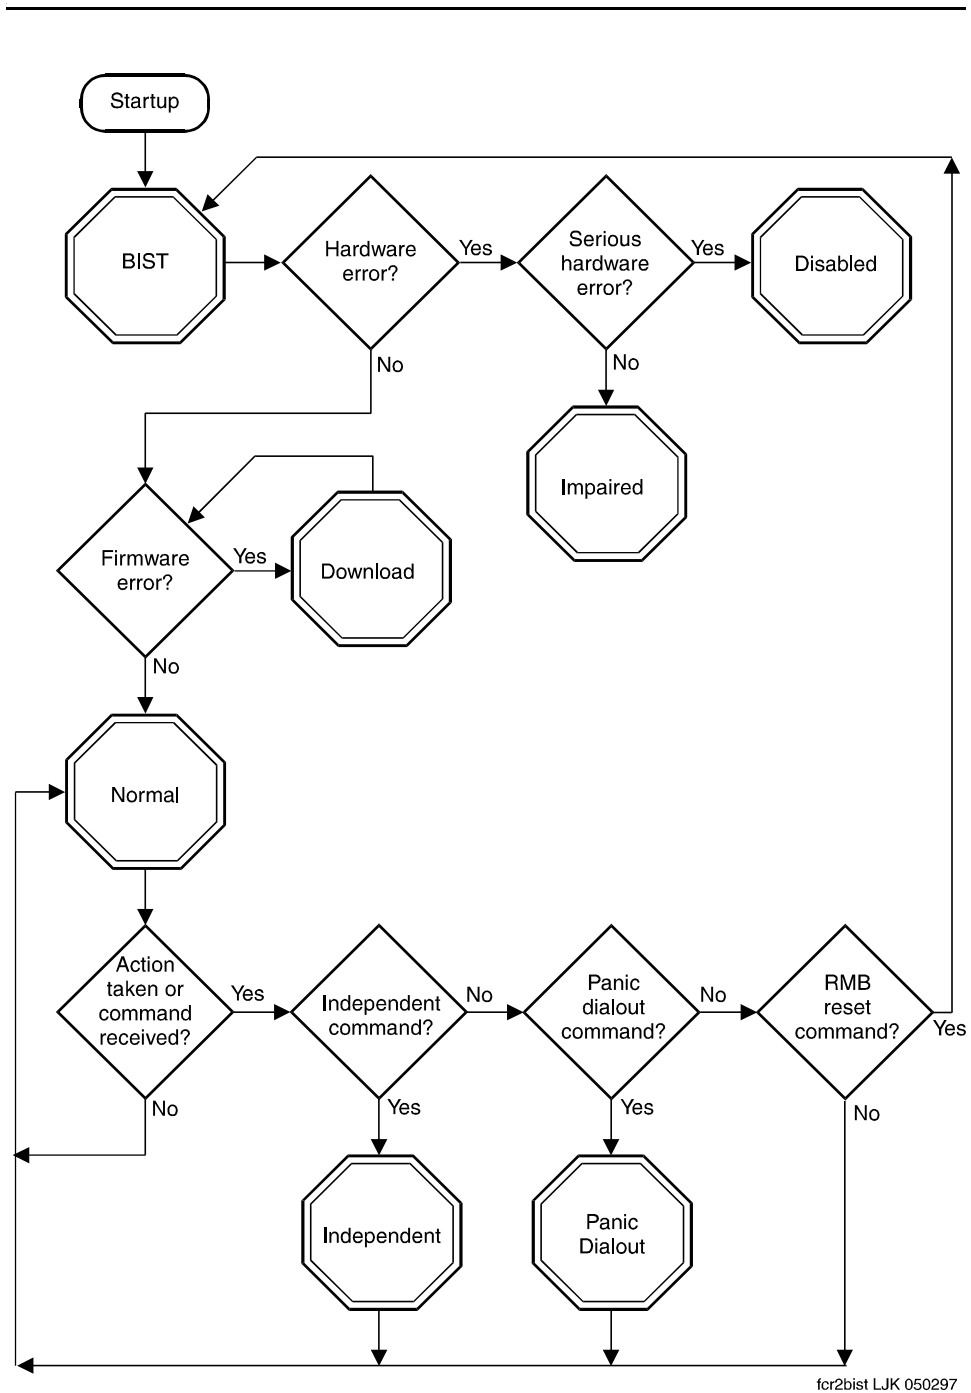 Startup
BIST
Hardware
error?
Yes
Serious
hardware
error?
Yes
Disabled
No
No
Impaired
Firmware
error?
Yes
Download
No
Normal
Action
taken or
command
received?
Yes
Independent
command?
No
Panic
dialout
command?
No
RMB
reset
command?
Yes
No
Yes
Yes
No
Independent
Panic
Dialout
fcr2bist LJK 050297